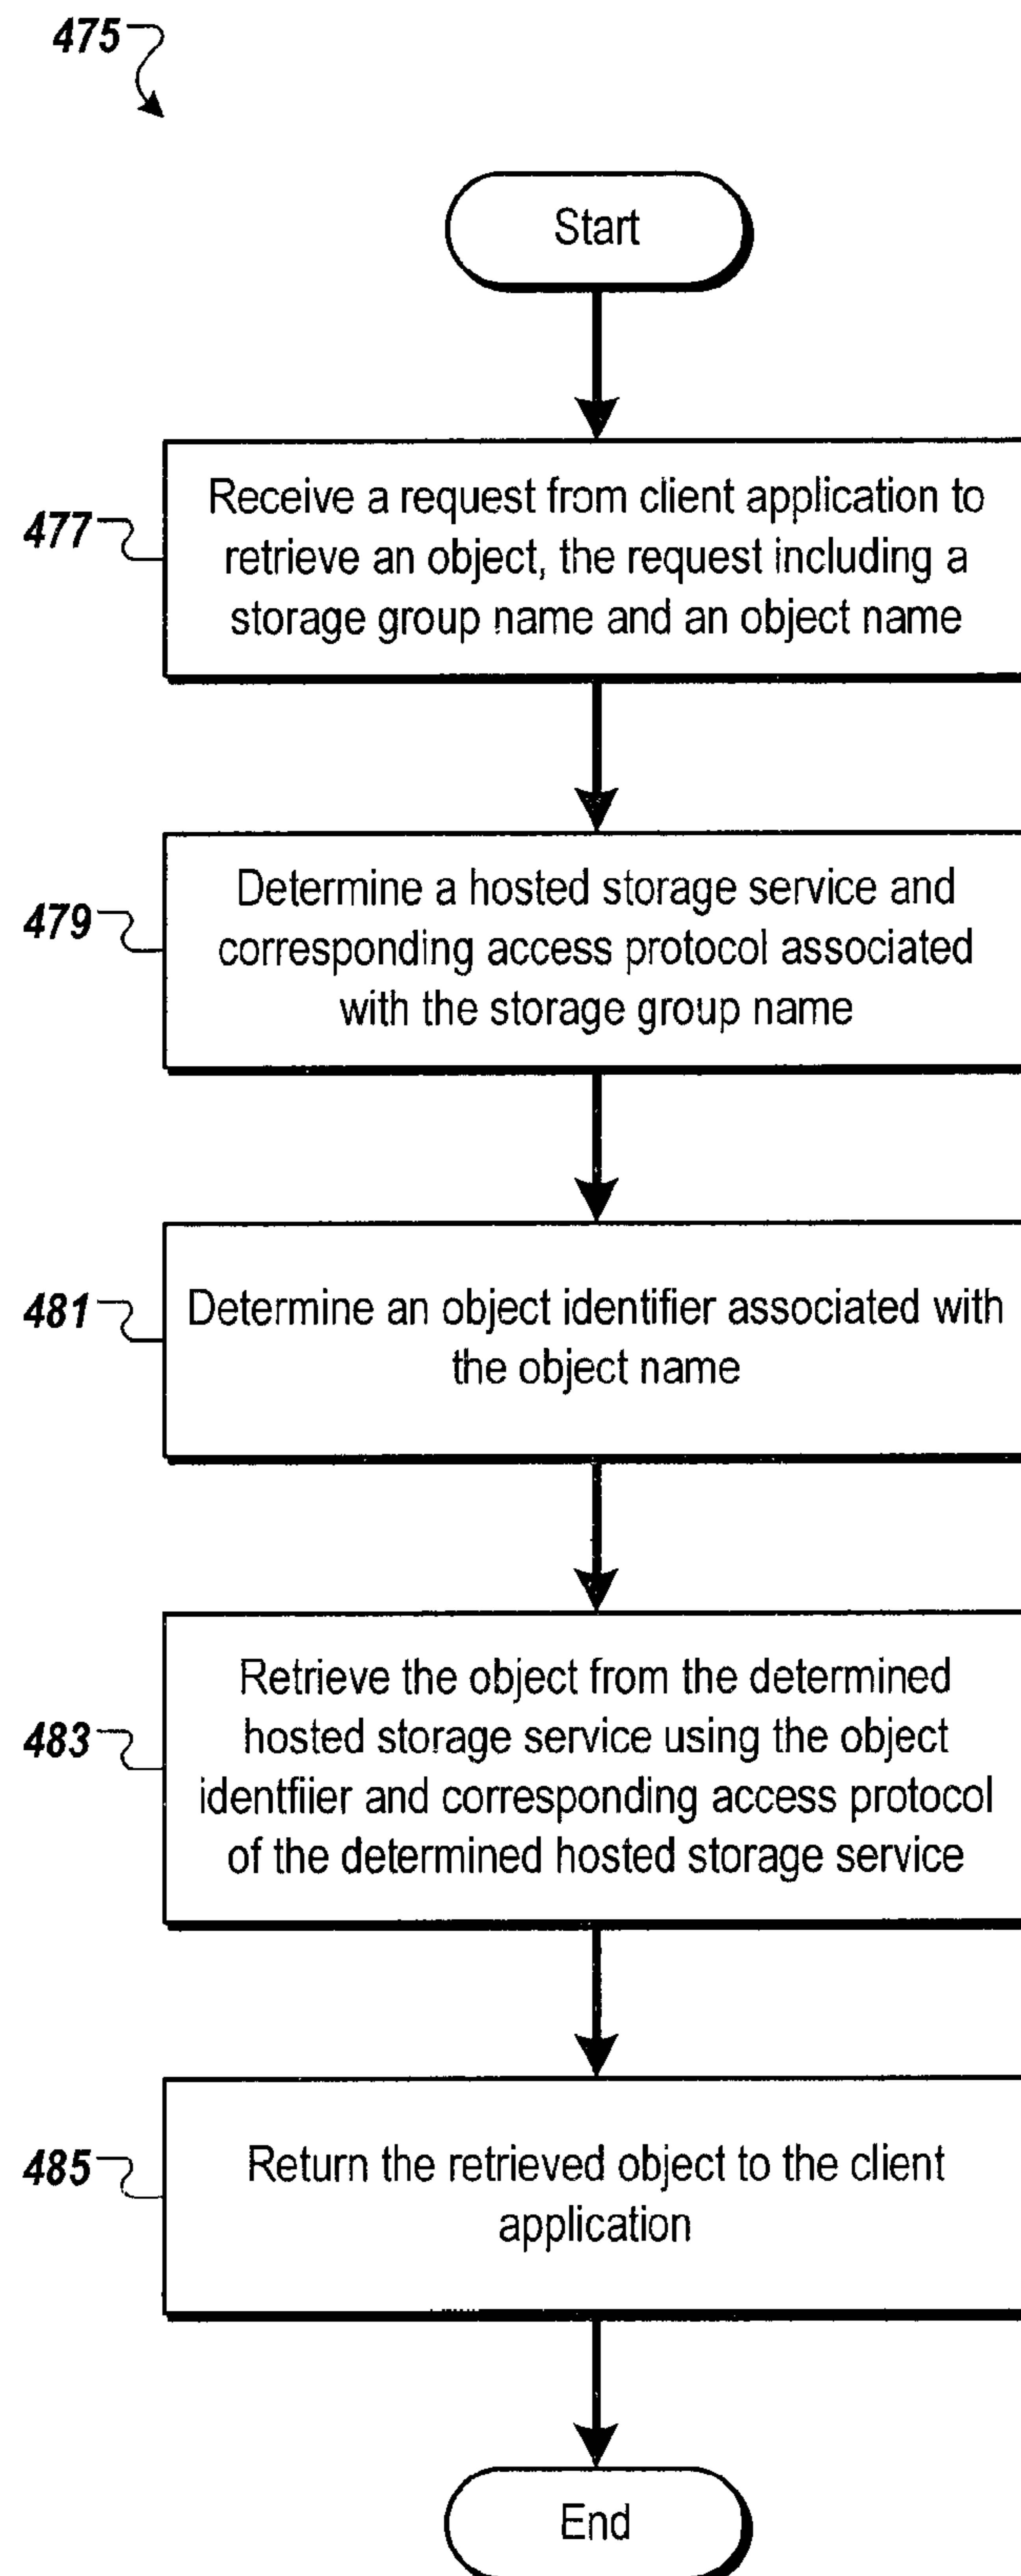 475
Start
477
Receive a request from client application to
retrieve an object, the request including a
storage group name and an object name
479
Determine a hosted storage service and
corresponding access protocol associated
with the storage group name
481
Determine an object identifier associated with
the object name
483
Retrieve the object from the determined
hosted storage service using the object
identfiier and corresponding access protocol
of the determined hosted storage service
485
Return the retrieved object to the client
application
End